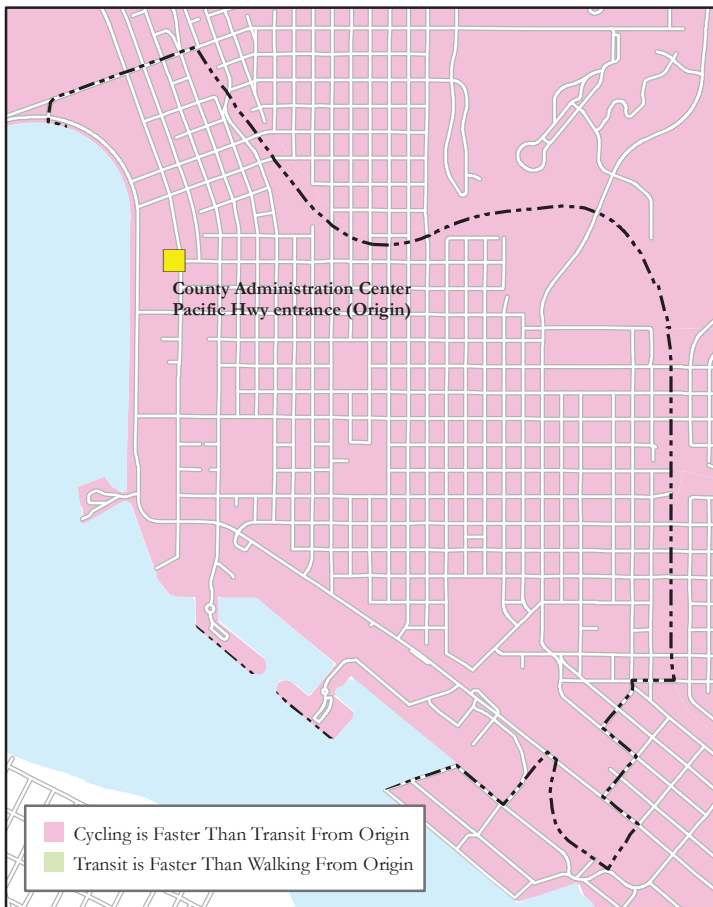 County Administration Center
Pacific Hwy entrance (Origin)
Cycling is Faster Than Transit From Origin
Transit is Faster Than Walking From Origin